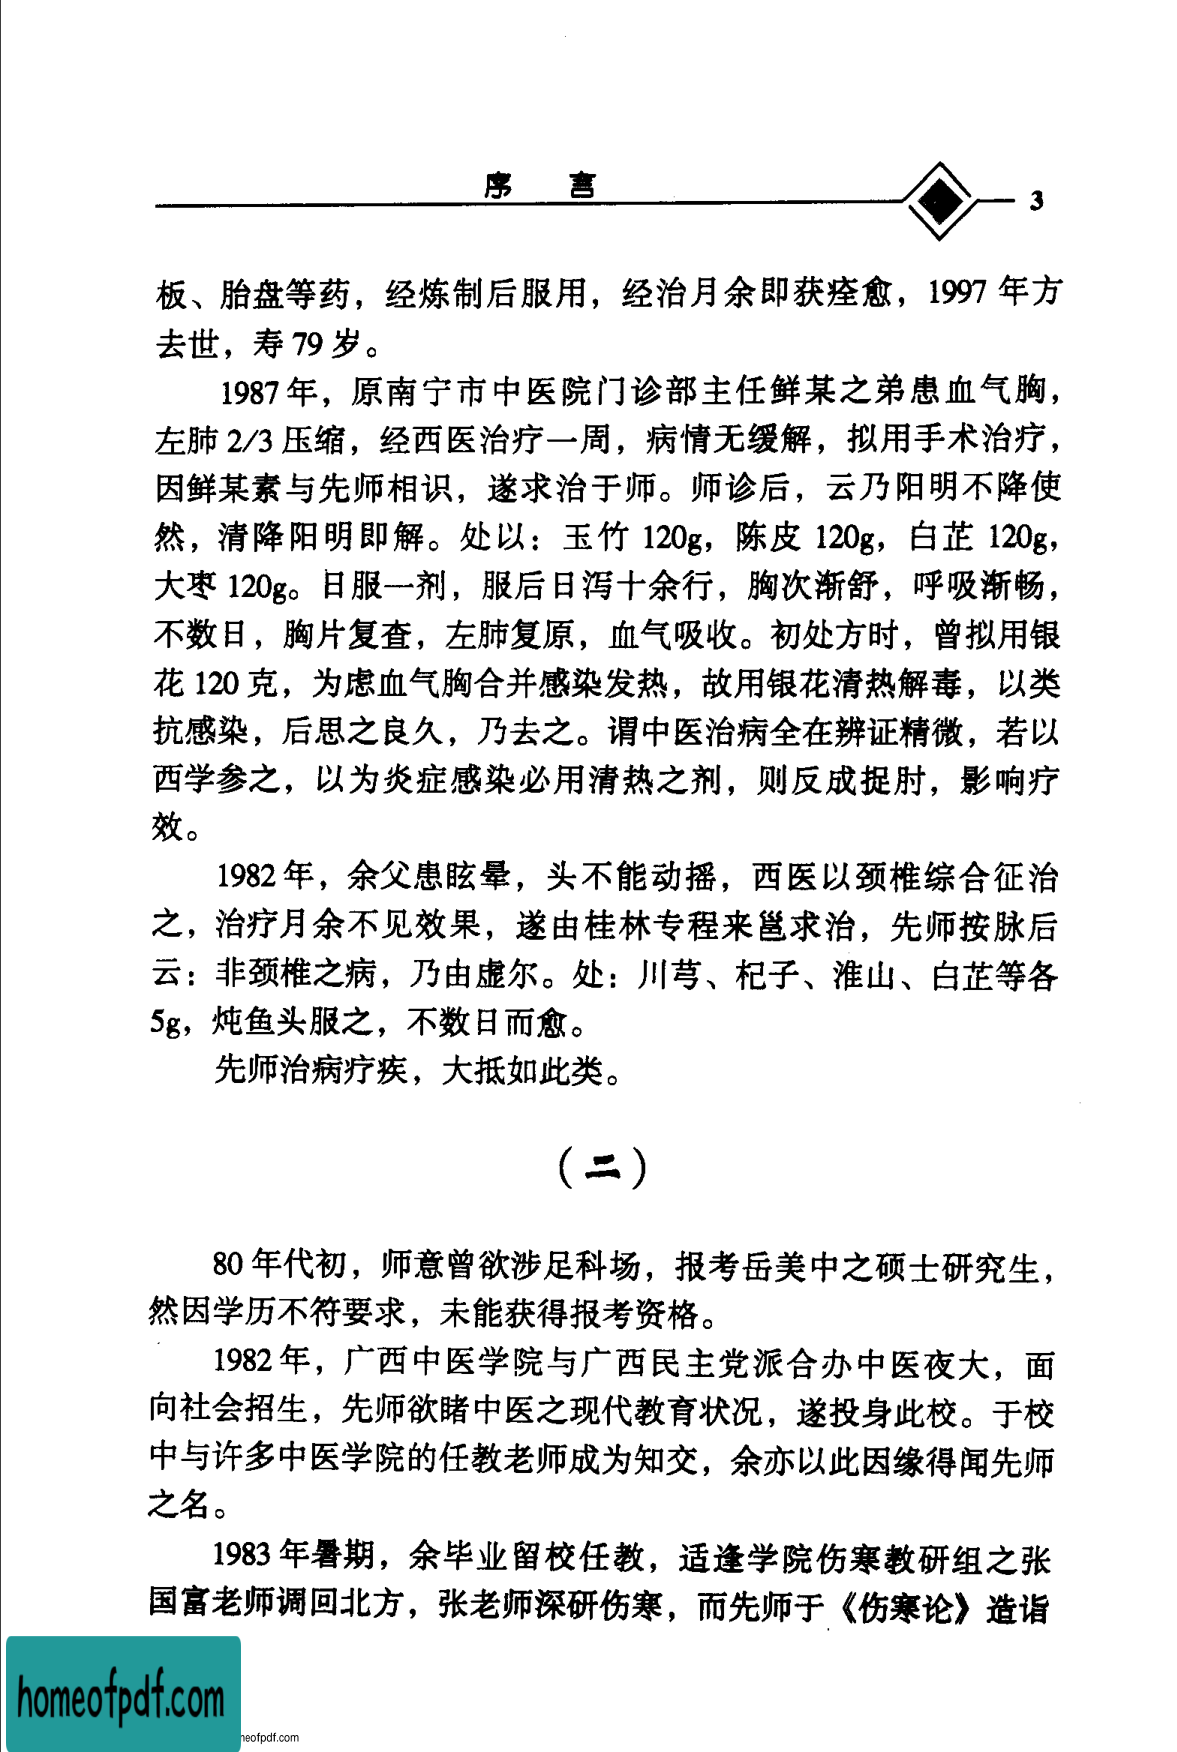 序 言
3
板、胎盘等药，经炼制后服用，经治月余即获痊愈，1997 年方
去世，寿 79 岁。
1987 年，原南宁市中医院门诊部主任鲜某之弟患血气胸，
左肺 2/3 压缩，经西医治疗一周，病情无缓解，拟用手术治疗，
因鲜某素与先师相识，遂求治于师。师诊后，云乃阳明不降使
然，清降阳明即解。处以：玉竹 120g，陈皮 120g，白芷 120g，
大枣 120g。日服一剂，服后日泻十余行，胸次渐舒，呼吸渐畅，
不数日，胸片复查，左肺复原，血气吸收。初处方时，曾拟用银
花 120 克，为虑血气胸合并感染发热，故用银花清热解毒，以类
抗感染，后思之良久，乃去之。谓中医治病全在辨证精微，若以
西学参之，以为炎症感染必用清热之剂，则反成捉肘，影响疗
效。
1982 年，余父患眩晕，头不能动摇，西医以颈椎综合征治
之，治疗月余不见效果，遂由桂林专程来邕求治，先师按脉后
云：非颈椎之病，乃由虚尔。处：川芎、杞子、淮山、白芷等各
5g，炖鱼头服之，不数日而愈。
先师治病疗疾，大抵如此类。
（二）
80 年代初，师意曾欲涉足科场，报考岳美中之硕士研究生，
然因学历不符要求，未能获得报考资格。
1982 年，广西中医学院与广西民主党派合办中医夜大，面
向社会招生，先师欲睹中医之现代教育状况，遂投身此校。于校
中与许多中医学院的任教老师成为知交，余亦以此因缘得闻先师
之名。
1983 年暑期，余毕业留校任教，适逢学院伤寒教研组之张
国富老师调回北方，张老师深研伤寒，而先师于《伤寒论》造诣
homeofpdf.com
neofpdf.com